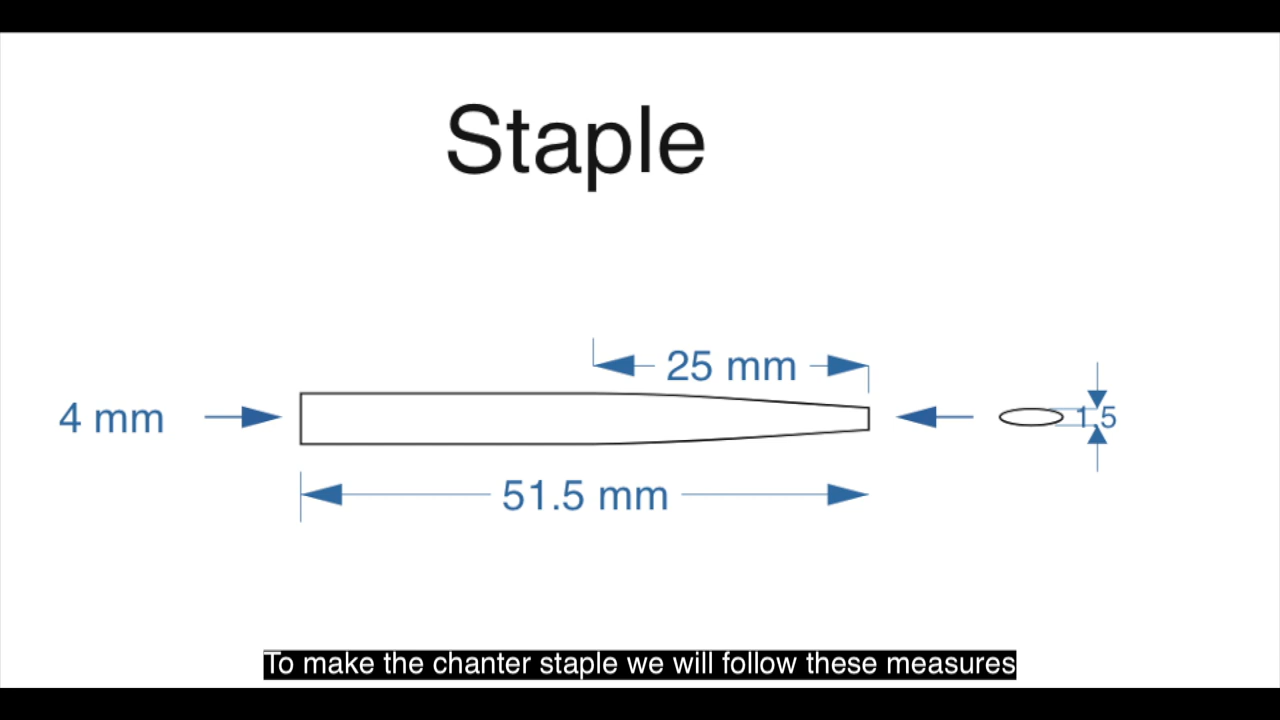 Staple
25 mm
4 mm
1.5
51.5 mm
To make the chanter staple we will follow these measures